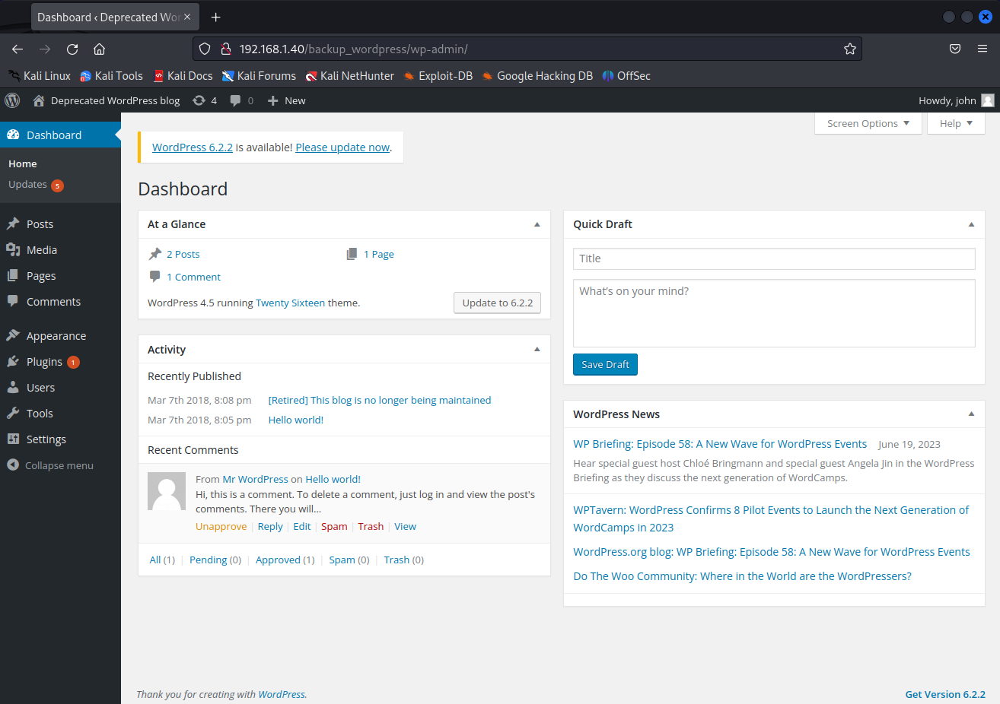 Dashboard ‹ Deprecated Wor
192.168.1.40/backup_wordpress/wp-admin/
Kali Linux Kali Tools Kali Docs Kali Forums Kali NetHunter Exploit-DB Google Hacking DB OffSec
Deprecated WordPress blog 4 0 New Howdy, john
Screen Options Help
Dashboard
Home
Updates 5
Posts
Media
Pages
Comments
Appearance
Plugins 1
Users
Tools
Settings
Collapse menu
WordPress 6.2.2 is available! Please update now.
Dashboard
At a Glance
2 Posts 1 Page
1 Comment
WordPress 4.5 running Twenty Sixteen theme. Update to 6.2.2
Activity
Recently Published
Mar 7th 2018, 8:08 pm [Retired] This blog is no longer being maintained
Mar 7th 2018, 8:05 pm Hello world!
Recent Comments
From Mr WordPress on Hello world!
Hi, this is a comment. To delete a comment, just log in and view the post's
comments. There you will...
Unapprove | Reply | Edit | Spam | Trash | View
All (1) | Pending (0) | Approved (1) | Spam (0) | Trash (0)
Quick Draft
Title
What's on your mind?
Save Draft
WordPress News
WP Briefing: Episode 58: A New Wave for WordPress Events June 19, 2023
Hear special guest host Chloé Bringmann and special guest Angela Jin in the WordPress
Briefing as they discuss the next generation of WordCamps.
WPTavern: WordPress Confirms 8 Pilot Events to Launch the Next Generation of
WordCamps in 2023
WordPress.org blog: WP Briefing: Episode 58: A New Wave for WordPress Events
Do The Woo Community: Where in the World are the WordPressers?
Thank you for creating with WordPress. Get Version 6.2.2